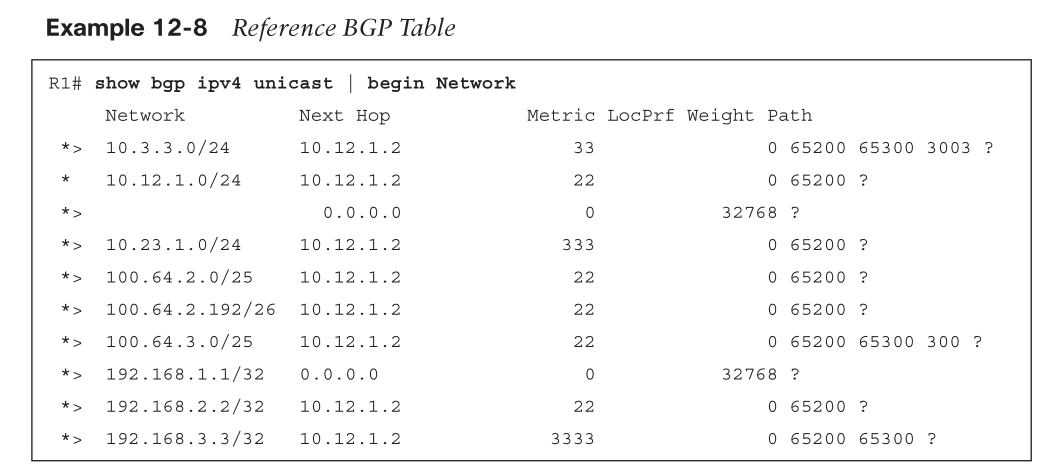 Example 12-8 Reference BGP Table
R1# show bgp ipv4 unicast | begin Network
Network Next Hop Metric LocPrf Weight Path
*> 10.3.3.0/24 10.12.1.2 33 0 65200 65300 3003 ?
* 10.12.1.0/24 10.12.1.2 22 0 65200 ?
*> 0.0.0.0 0 32768 ?
*> 10.23.1.0/24 10.12.1.2 333 0 65200 ?
*> 100.64.2.0/25 10.12.1.2 22 0 65200 ?
*> 100.64.2.192/26 10.12.1.2 22 0 65200 ?
*> 100.64.3.0/25 10.12.1.2 22 0 65200 65300 300 ?
*> 192.168.1.1/32 0.0.0.0 0 32768 ?
*> 192.168.2.2/32 10.12.1.2 22 0 65200 ?
*> 192.168.3.3/32 10.12.1.2 3333 0 65200 65300 ?